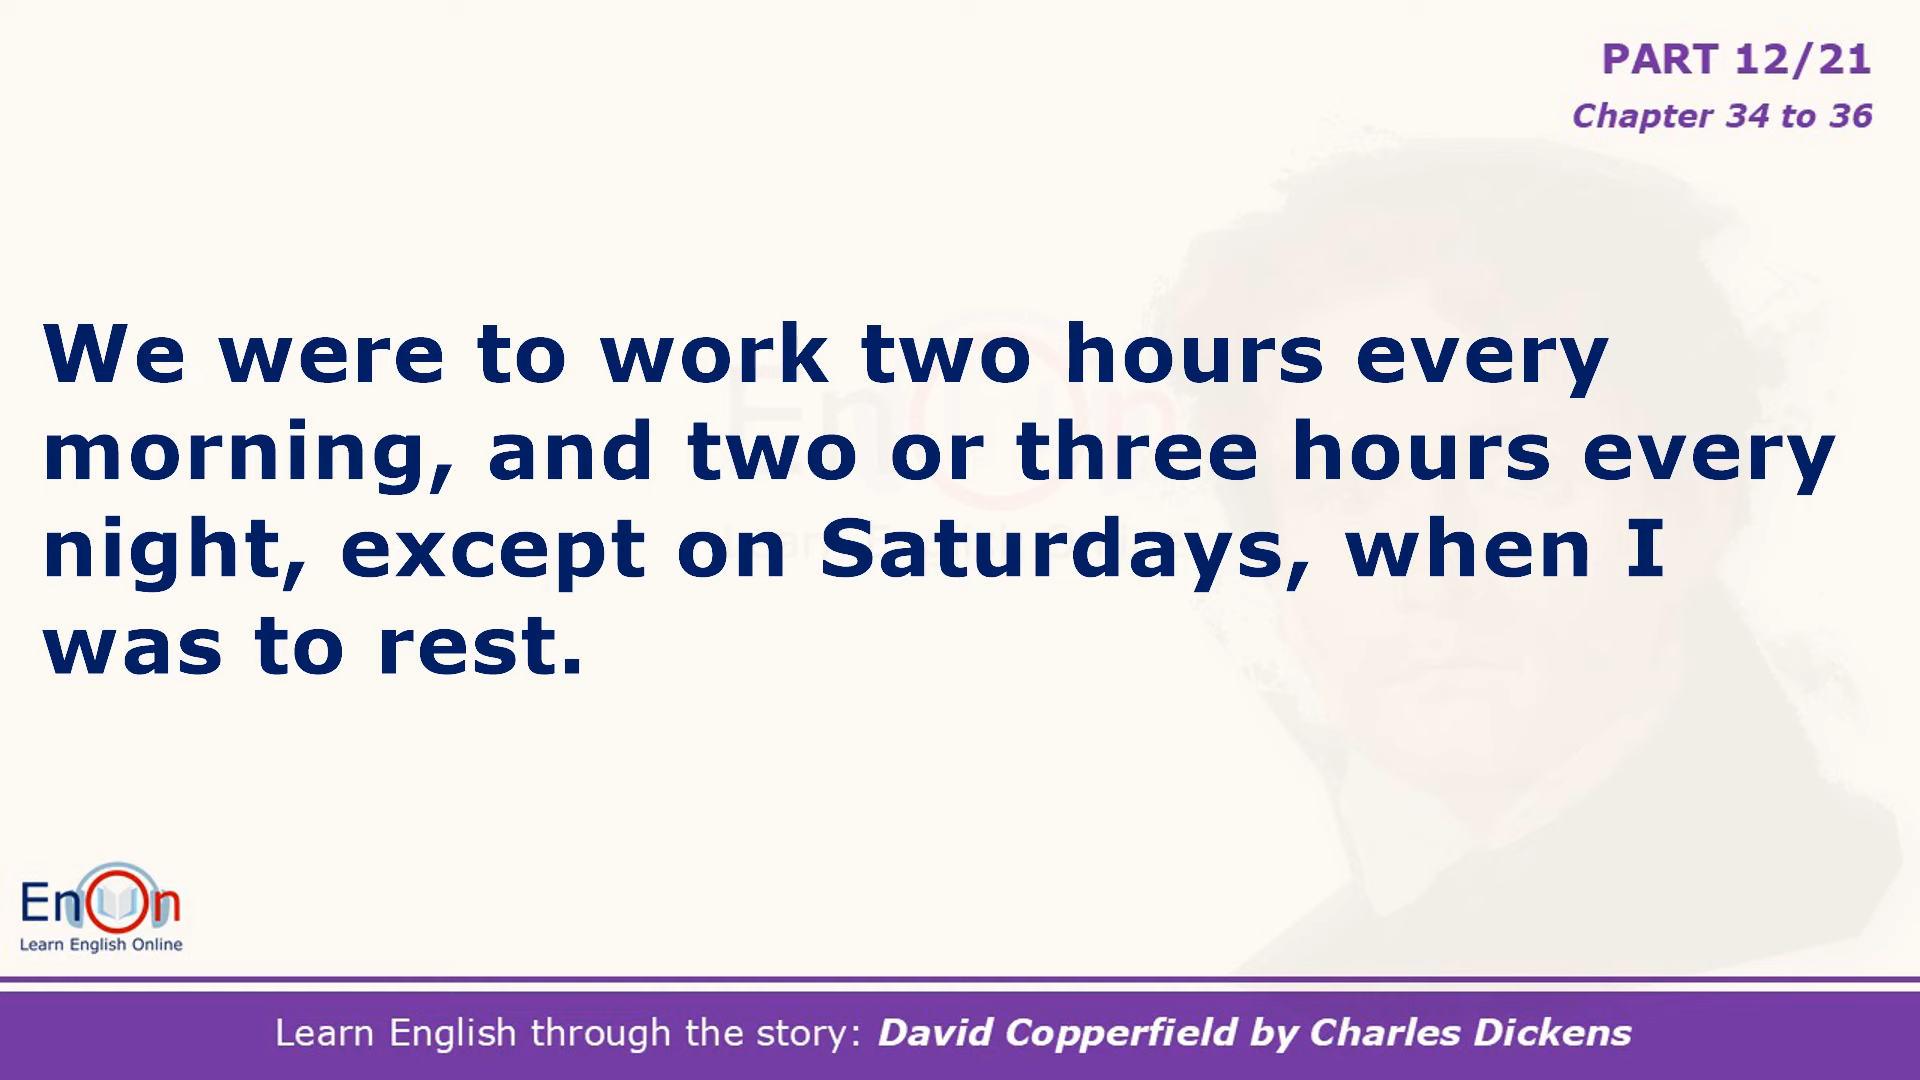 PART 12/21
Chapter 34 to 36
We were to work two hours every
morning, and two or three hours every
night, except on Saturdays, when I
was to rest.
EnOn
Learn English Online
Learn English through the story: David Copperfield by Charles Dickens